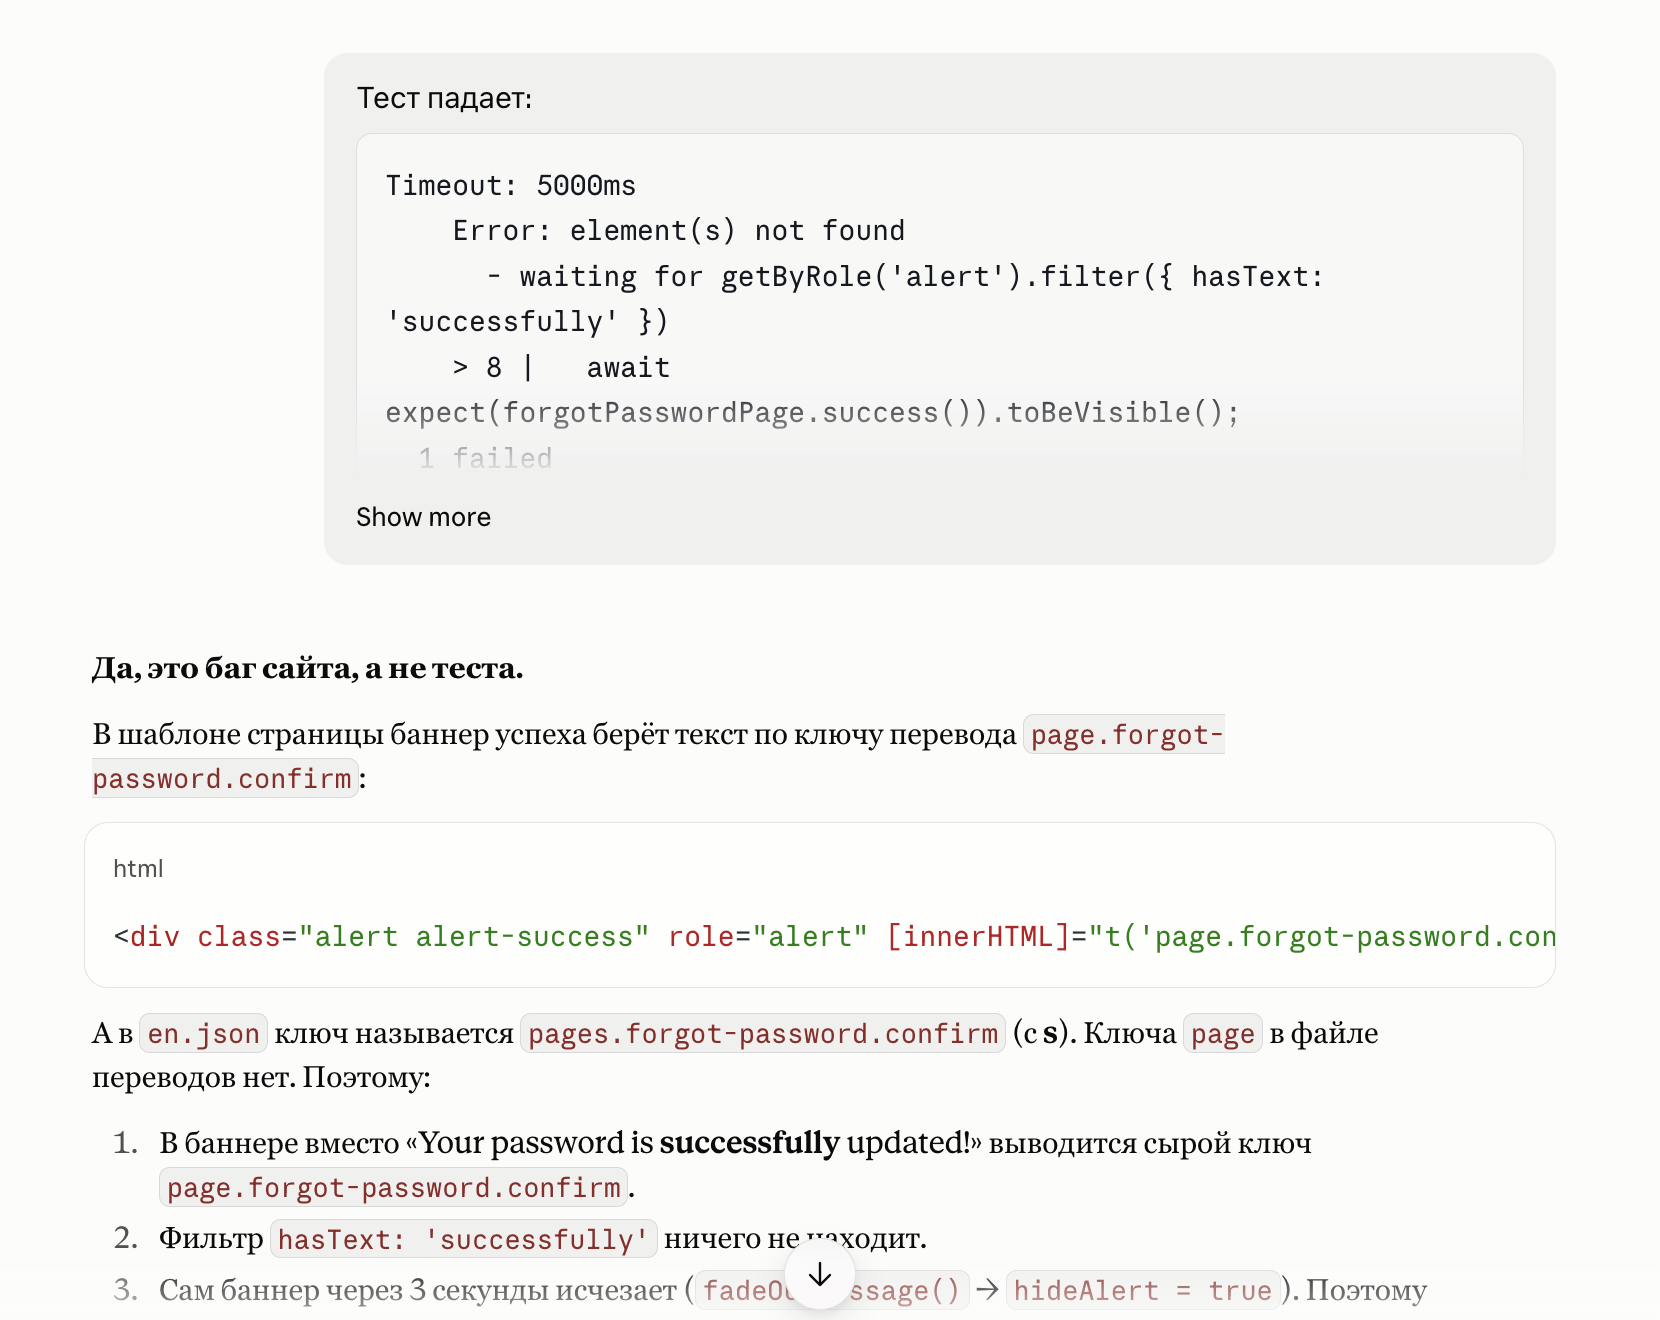 Тест падает:
Timeout: 5000ms
Error: element(s) not found
- waiting for getByRole('alert').filter({ hasText:
'successfully' })
> 8 |   await
expect(forgotPasswordPage.success()).toBeVisible();
1 failed
Show more
Да, это баг сайта, а не теста.
В шаблоне страницы баннер успеха берёт текст по ключу перевода page.forgot-
password.confirm:
html
<div class="alert alert-success" role="alert" [innerHTML]="t('page.forgot-password.con
А в en.json ключ называется pages.forgot-password.confirm (с s). Ключа page в файле
переводов нет. Поэтому:
1. В баннере вместо «Your password is successfully updated!» выводится сырой ключ
page.forgot-password.confirm.
2. Фильтр hasText: 'successfully' ничего не находит.
3. Сам баннер через 3 секунды исчезает ( → hideAlert = true). Поэтому